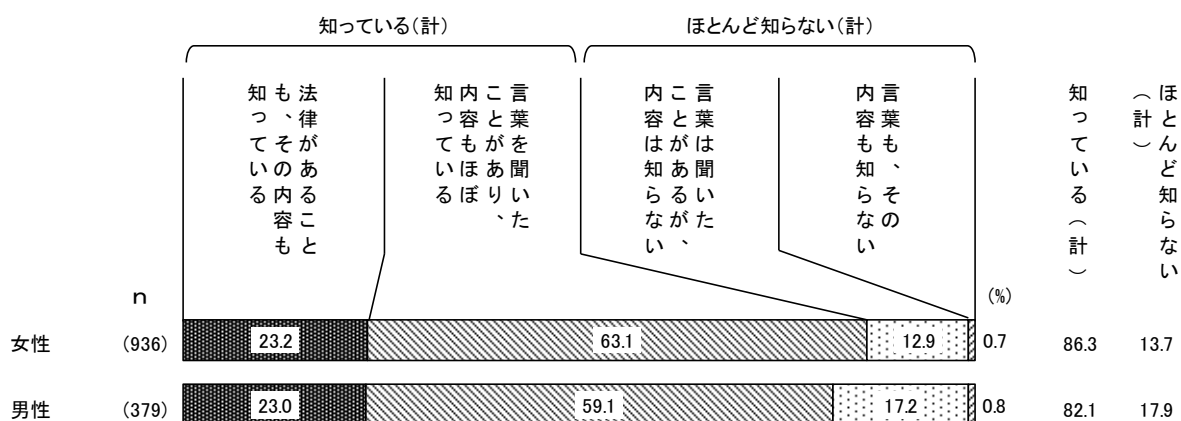 知っている(計)
ほとんど知らない(計)
法律があること
も、その内容も
知っている
言葉を聞いた
ことがあり、
内容もほぼ
知っている
言葉は聞いた
ことがあるが、
内容は知らない
言葉も、その
内容も知らない
知っている(計)
ほとんど知らない
(計)
n
(%)
女性 (936) 23.2 63.1 12.9 0.7 86.3 13.7
男性 (379) 23.0 59.1 17.2 0.8 82.1 17.9